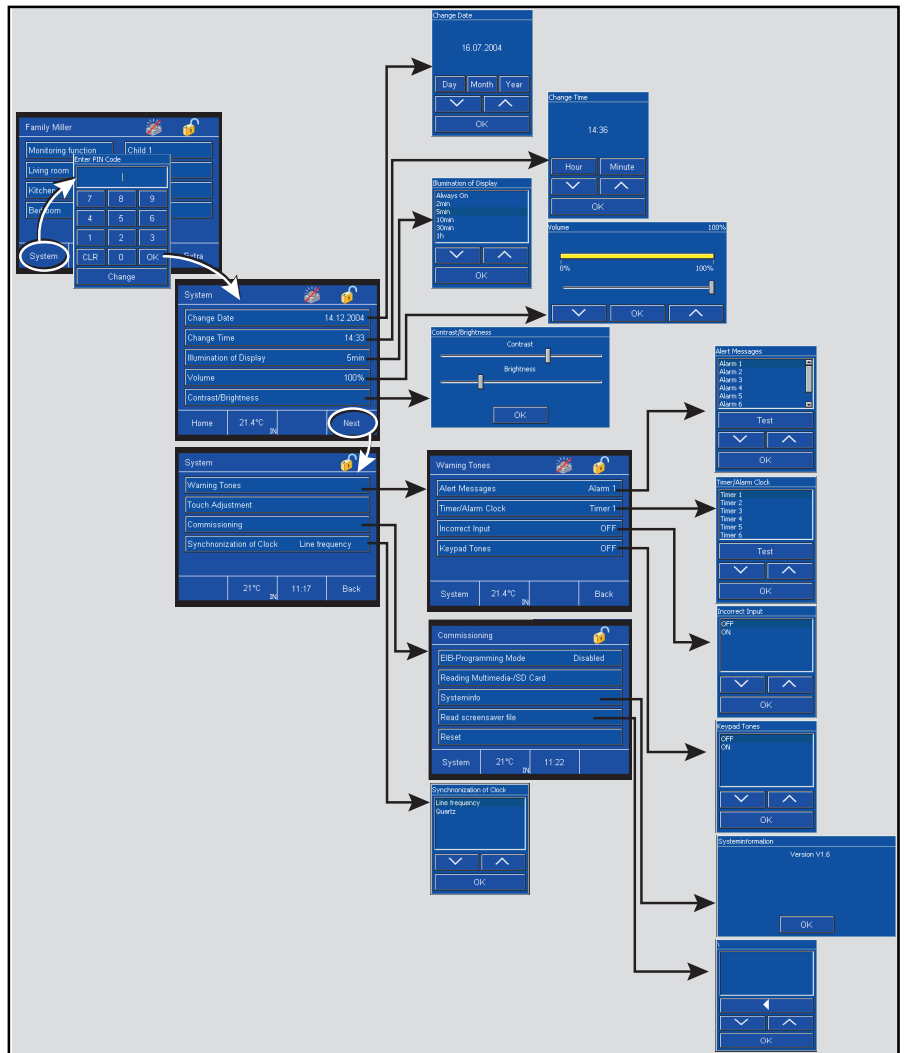 Change Date
16.07.2004
Day Month Year
OK
Change Time
14:36
Hour Minute
OK
Family Miller
Monitoring function Child 1
Living room
Kitchen
Bedroom
System Extra
Enter PIN Code
7 8 9
4 5 6
1 2 3
CLR 0 OK
Change
Illumination of Display
Always On
2min
5min
10min
30min
1h
OK
Volume 100%
0% 100%
OK
System
Change Date 14.12.2004
Change Time 14:33
Illumination of Display 5min
Volume 100%
Contrast/Brightness
Home 21.4°C IN Next
Contrast/Brightness
Contrast
Brightness
OK
Alert Messages
Alarm 1
Alarm 2
Alarm 3
Alarm 4
Alarm 5
Alarm 6
Test
OK
System
Warning Tones
Touch Adjustment
Commissioning
Synchnonization of Clock Line frequency
21°C IN 11:17 Back
Warning Tones
Alert Messages Alarm 1
Timer/Alarm Clock Timer 1
Incorrect Input OFF
Keypad Tones OFF
System 21.4°C IN Back
Timer/Alarm Clock
Timer 1
Timer 2
Timer 3
Timer 4
Timer 5
Timer 6
Test
OK
Incorrect Input
OFF
ON
OK
Commissioning
EIB-Programming Mode Disabled
Reading Multimedia-/SD Card
Systeminfo
Read screensaver file
Reset
System 21°C IN 11:22
Keypad Tones
OFF
ON
OK
Synchnonization of Clock
Line frequency
Quartz
OK
Systeminformation
Version V1.6
OK
\
OK